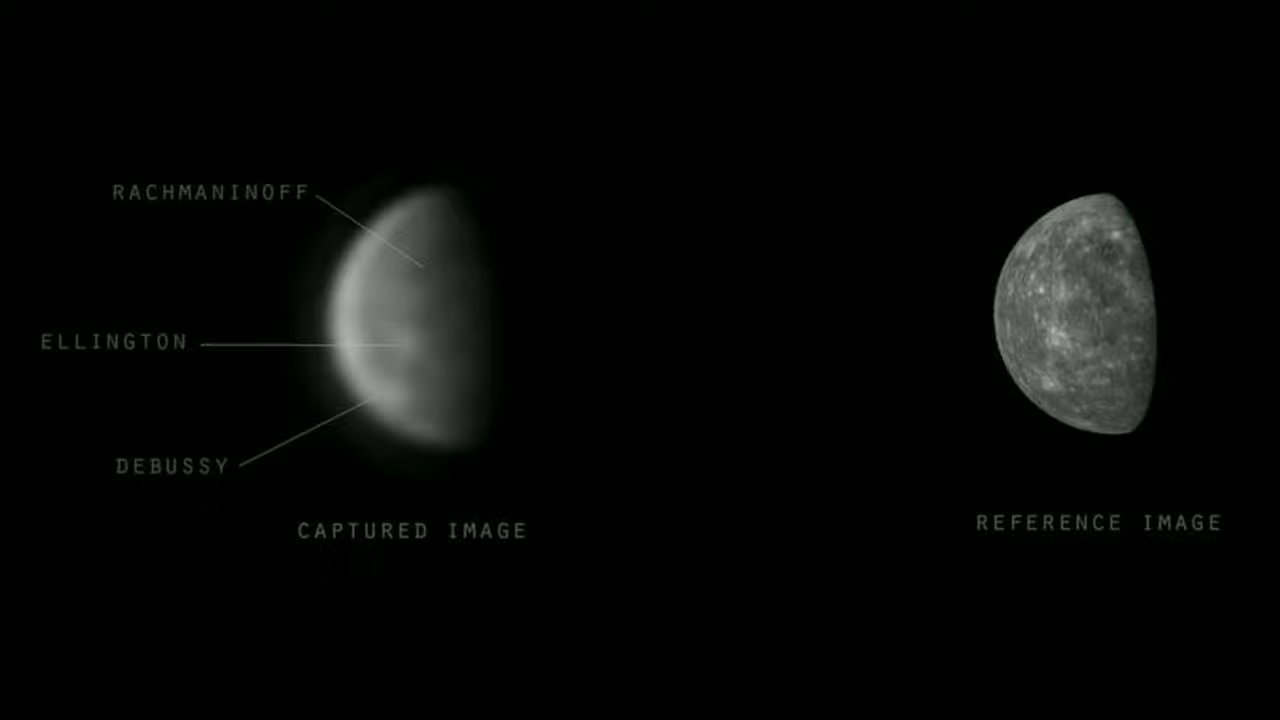 RACHMANINOFF
ELLINGTON
DEBUSSY
CAPTURED IMAGE
REFERENCE IMAGE